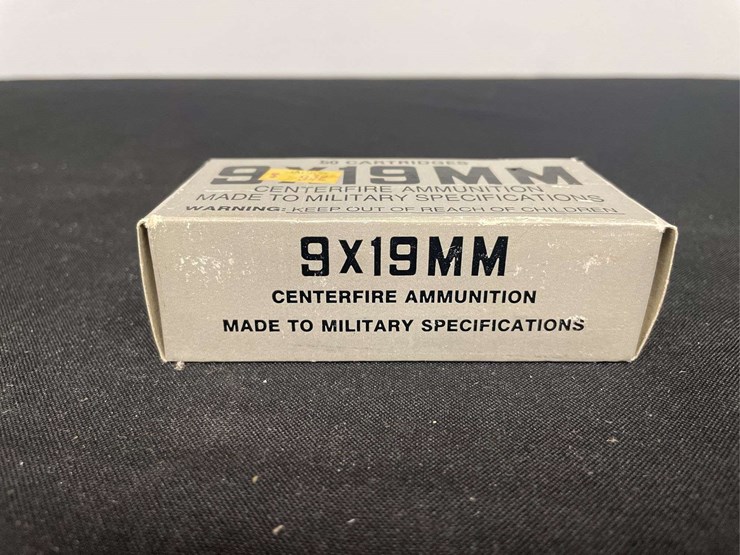 50 CARTRIDGES
9X19MM
CENTERFIRE AMMUNITION
MADE TO MILITARY SPECIFICATIONS
WARNING: KEEP OUT OF REACH OF CHILDREN
9X19MM
CENTERFIRE AMMUNITION
MADE TO MILITARY SPECIFICATIONS